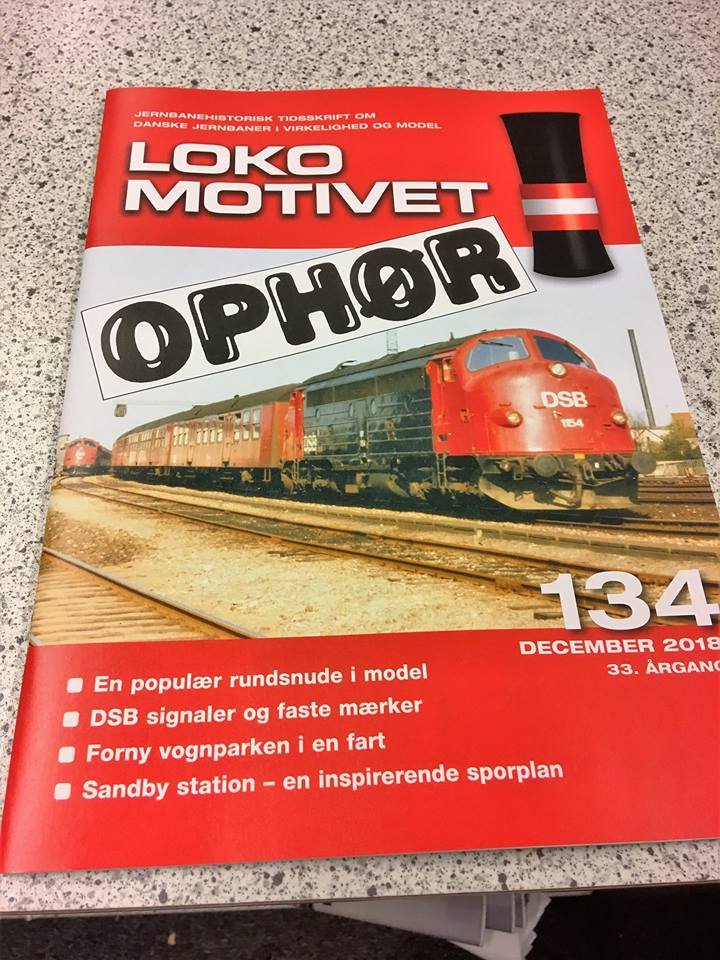 JERNBANEHISTORISK TIDSSKRIFT OM
DANSKE JERNBANER I VIRKELIGHED OG MODEL
LOKO
MOTIVET
OPHØR
DSB
1154
134
DECEMBER 2018
33. ÅRGANG
En populær rundsnude i model
DSB signaler og faste mærker
Forny vognparken i en fart
Sandby station – en inspirerende sporplan